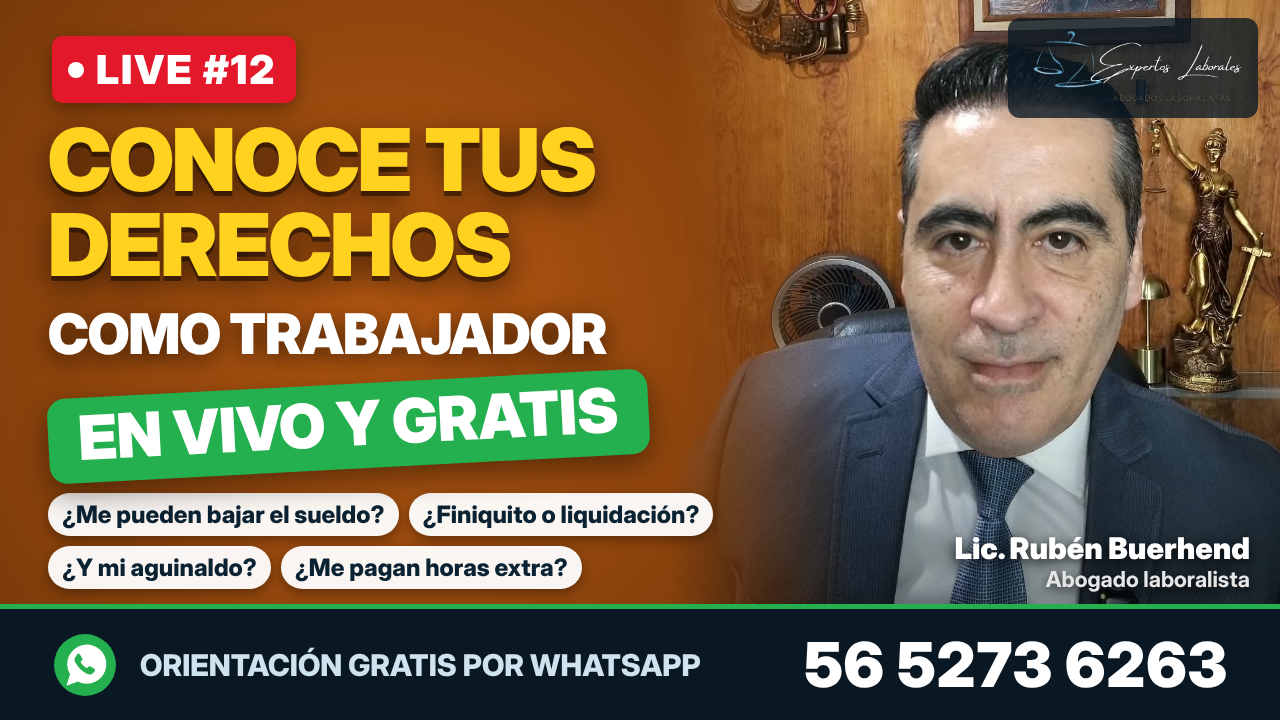 • LIVE #12
Expertos Laborales
ABOGADOS LABORALISTAS
CONOCE TUS
DERECHOS
COMO TRABAJADOR
EN VIVO Y GRATIS
¿Me pueden bajar el sueldo? ¿Finiquito o liquidación?
¿Y mi aguinaldo? ¿Me pagan horas extra?
Lic. Rubén Buerhend
Abogado laboralista
ORIENTACIÓN GRATIS POR WHATSAPP 56 5273 6263